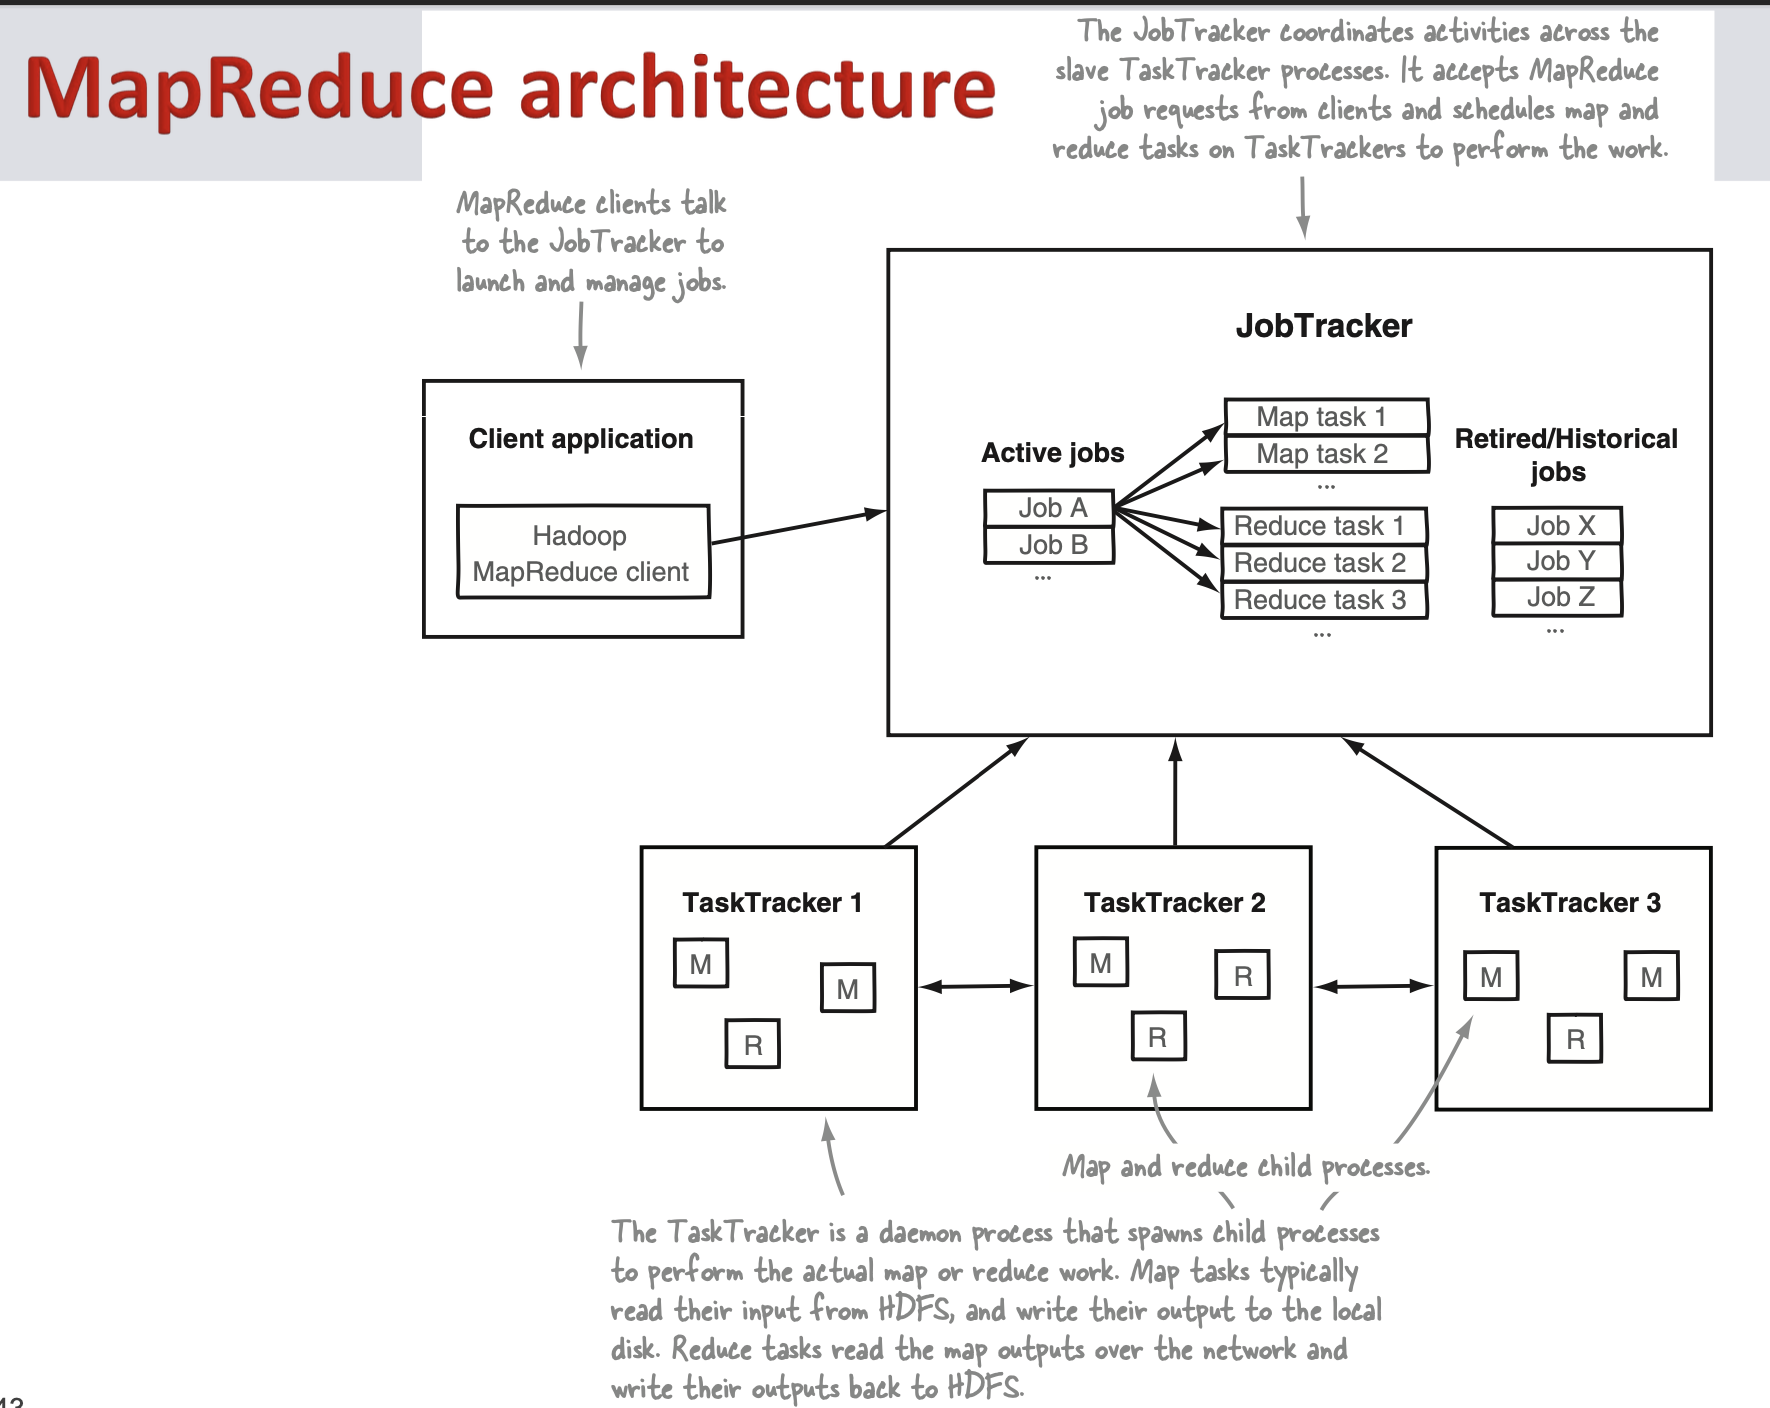 MapReduce architecture
The JobTracker coordinates activities across the
slave TaskTracker processes. It accepts MapReduce
job requests from clients and schedules map and
reduce tasks on TaskTrackers to perform the work.
MapReduce clients talk
to the JobTracker to
launch and manage jobs.
JobTracker
Client application
Hadoop
MapReduce client
Active jobs
Job A
Job B
...
Map task 1
Map task 2
...
Reduce task 1
Reduce task 2
Reduce task 3
...
Retired/Historical
jobs
Job X
Job Y
Job Z
...
TaskTracker 1
M
M
R
TaskTracker 2
M
R
R
TaskTracker 3
M
M
R
Map and reduce child processes.
The TaskTracker is a daemon process that spawns child processes
to perform the actual map or reduce work. Map tasks typically
read their input from HDFS, and write their output to the local
disk. Reduce tasks read the map outputs over the network and
write their outputs back to HDFS.